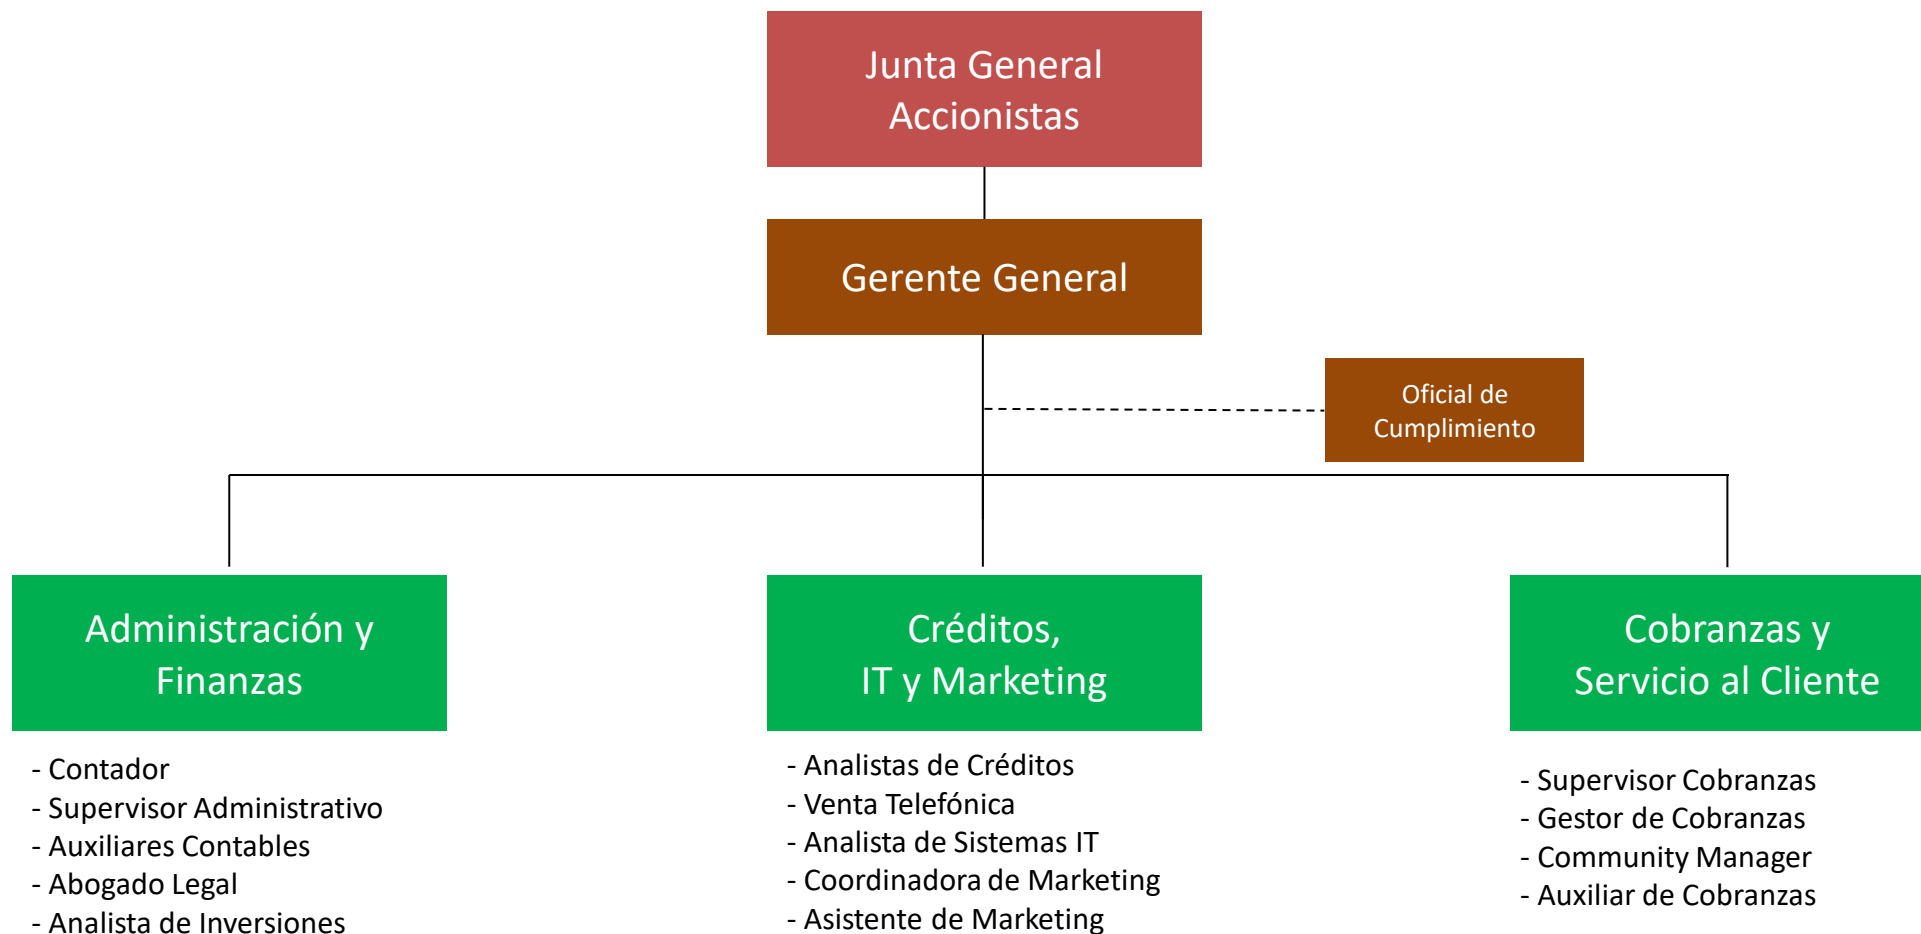 Junta General
Accionistas
Gerente General
Oficial de
Cumplimiento
Administración y
Finanzas
- Contador
- Supervisor Administrativo
- Auxiliares Contables
- Abogado Legal
- Analista de Inversiones
Créditos,
IT y Marketing
- Analistas de Créditos
- Venta Telefónica
- Analista de Sistemas IT
- Coordinadora de Marketing
- Asistente de Marketing
Cobranzas y
Servicio al Cliente
- Supervisor Cobranzas
- Gestor de Cobranzas
- Community Manager
- Auxiliar de Cobranzas